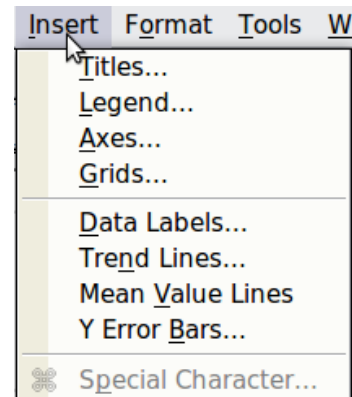 Insert Format Tools W
Titles...
Legend...
Axes...
Grids...
Data Labels...
Trend Lines...
Mean Value Lines
Y Error Bars...
Special Character...